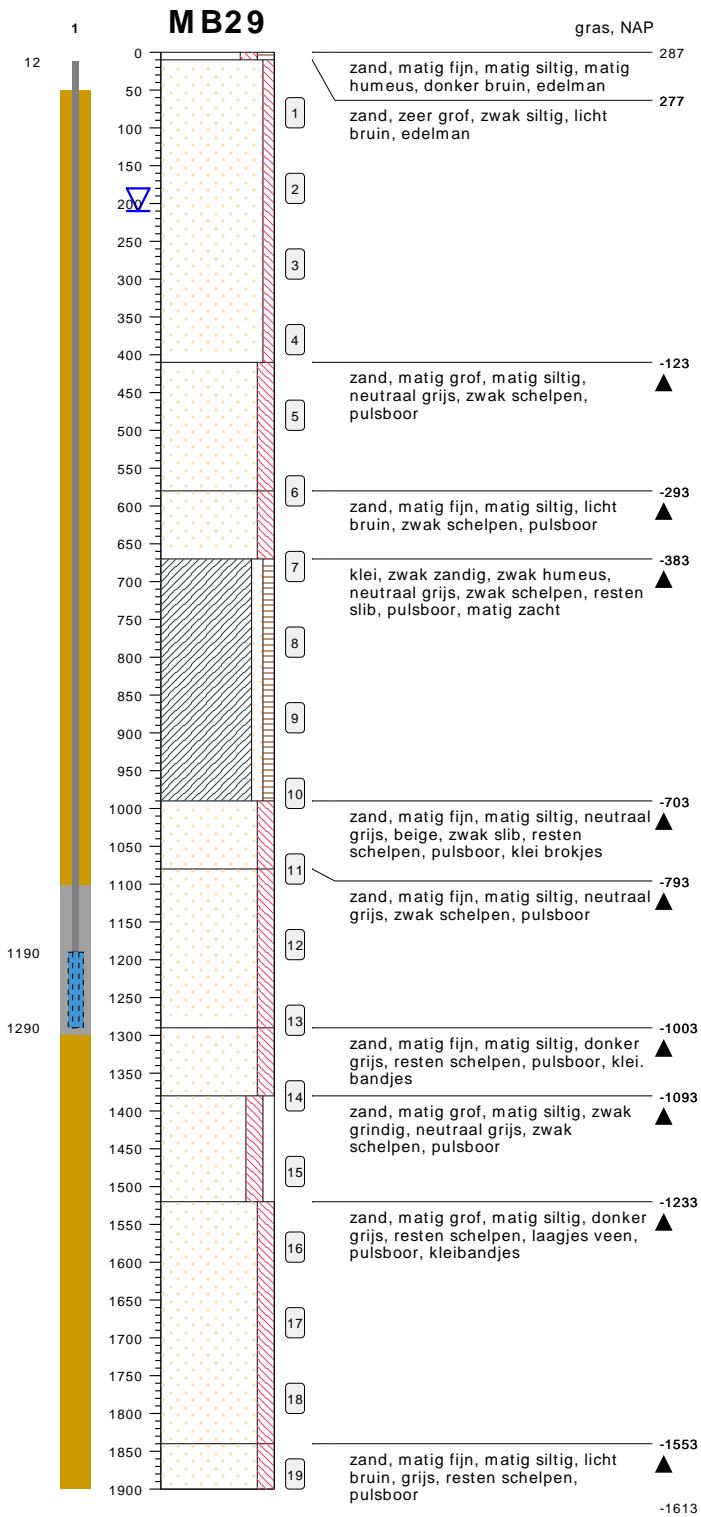 1
MB29
gras, NAP
12
0
50
100
150
200
250
300
350
400
450
500
550
600
650
700
750
800
850
900
950
1000
1050
1100
1150
1200
1250
1300
1350
1400
1450
1500
1550
1600
1650
1700
1750
1800
1850
1900
1190
1290
1
2
3
4
5
6
7
8
9
10
11
12
13
14
15
16
17
18
19
287
zand, matig fijn, matig siltig, matig
humeus, donker bruin, edelman
277
zand, zeer grof, zwak siltig, licht
bruin, edelman
-123
zand, matig grof, matig siltig,
neutraal grijs, zwak schelpen,
pulsboor
-293
zand, matig fijn, matig siltig, licht
bruin, zwak schelpen, pulsboor
-383
klei, zwak zandig, zwak humeus,
neutraal grijs, zwak schelpen, resten
slib, pulsboor, matig zacht
-703
zand, matig fijn, matig siltig, neutraal
grijs, beige, zwak slib, resten
schelpen, pulsboor, klei brokjes
-793
zand, matig fijn, matig siltig, neutraal
grijs, zwak schelpen, pulsboor
-1003
zand, matig fijn, matig siltig, donker
grijs, resten schelpen, pulsboor, klei.
bandjes
-1093
zand, matig grof, matig siltig, zwak
grindig, neutraal grijs, zwak
schelpen, pulsboor
-1233
zand, matig grof, matig siltig, donker
grijs, resten schelpen, laagjes veen,
pulsboor, kleibandjes
-1553
zand, matig fijn, matig siltig, licht
bruin, grijs, resten schelpen,
pulsboor
-1613